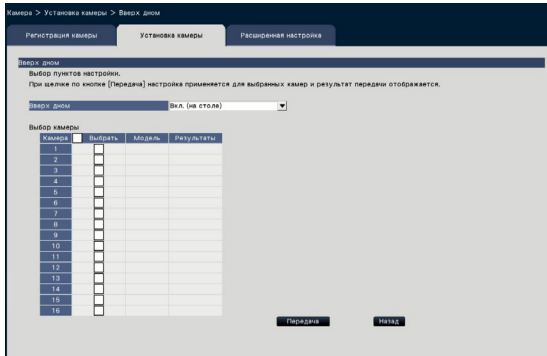 Камера > Установка камеры > Вверх дном
Регистрация камеры Установка камеры Расширенная настройка
Вверх дном
Выбор пунктов настройки.
При щелчке по кнопке [Передача] настройка применяется для выбранных камер и результат передачи отображается.
Вверх дном Вкл. (на столе)
Выбор камеры
Камера Выбрать Модель Результаты
1
2
3
4
5
6
7
8
9
10
11
12
13
14
15
16
Передача Назад